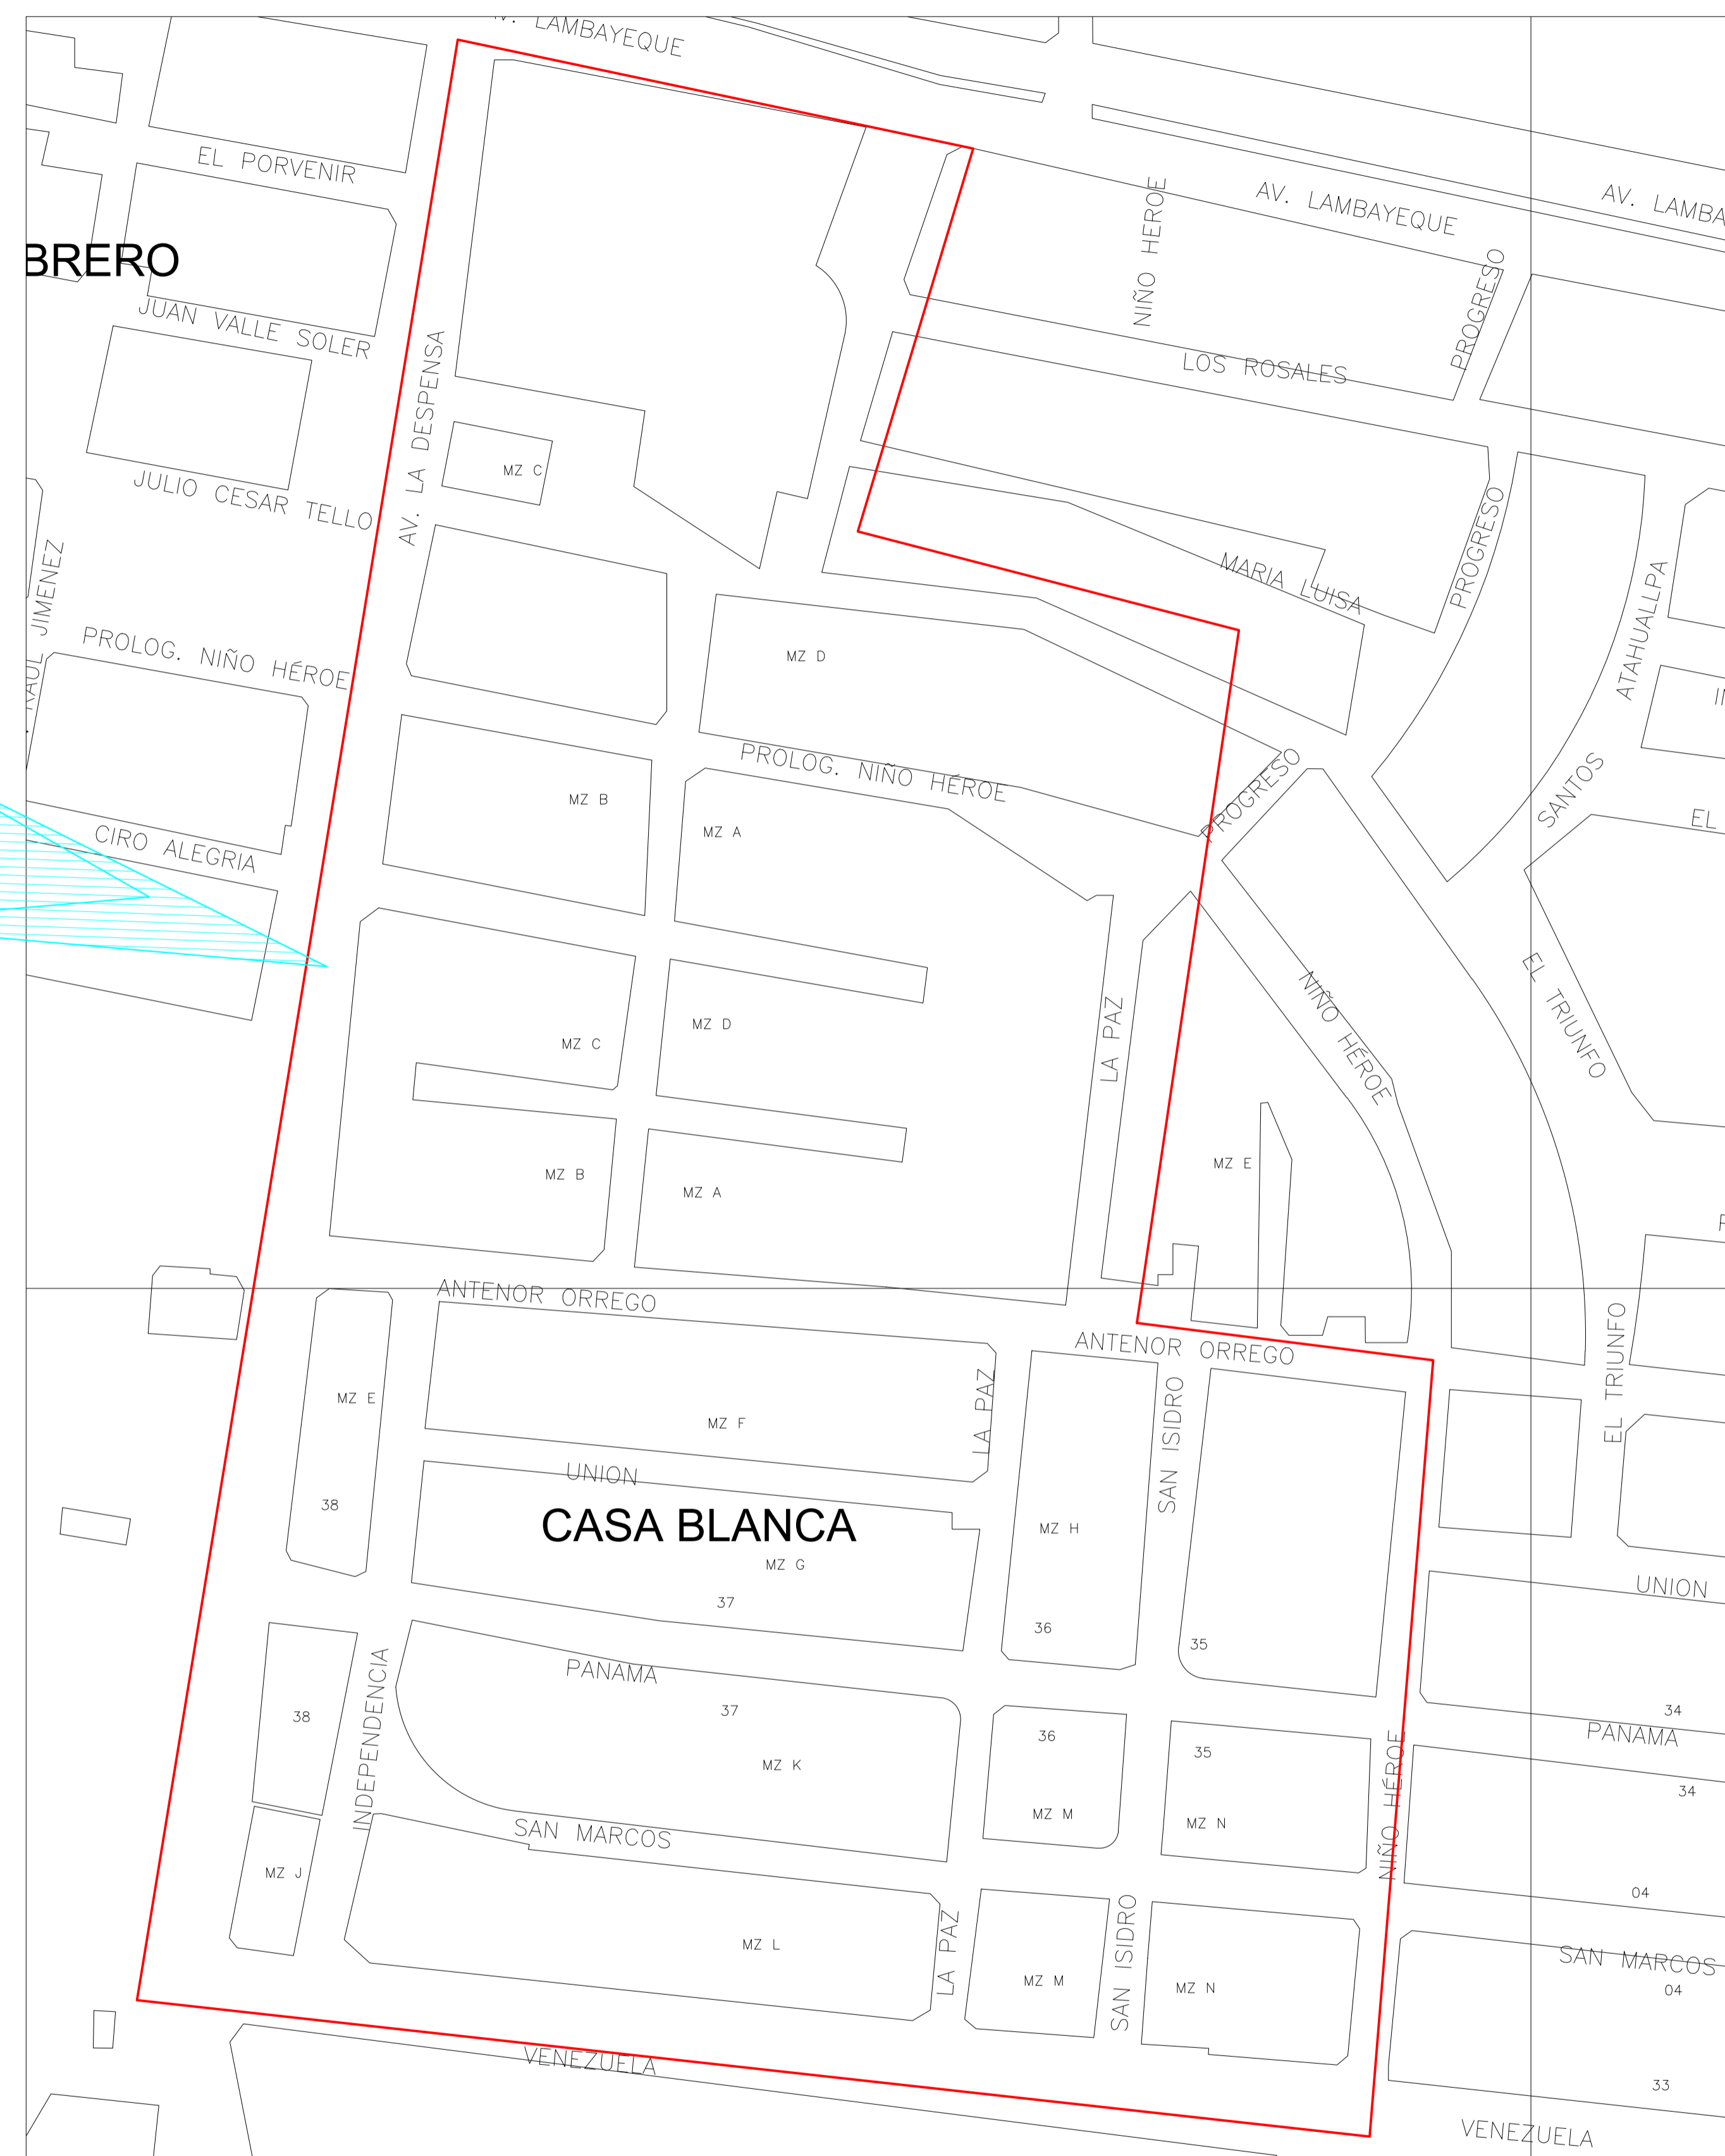 LAMBAYEQUE
EL PORVENIR
AV. LAMBAYEQUE
NIÑO HEROE
BRERO
JUAN VALLE SOLER
PROGRESO
LOS ROSALES
AV. LA DESPENSA
MZ C
JULIO CESAR TELLO
PROGRESO
MARIA LUISA
JIMENEZ
ATAHUALLPA
PROLOG. NIÑO HÉROE
MZ D
PROLOG. NIÑO HÉROE
PROGRESO
SANTOS
MZ B
MZ A
EL
CIRO ALEGRIA
EL TRIUNFO
NIÑO HÉROE
MZ D
MZ C
LA PAZ
MZ E
MZ B
MZ A
ANTENOR ORREGO
ANTENOR ORREGO
EL TRIUNFO
MZ E
MZ F
LA PAZ
SAN ISIDRO
UNION
38
CASA BLANCA
MZ H
MZ G
UNION
37
36
35
PANAMA
INDEPENDENCIA
38
37
36
35
34
PANAMA
MZ K
34
NIÑO HÉROE
MZ M
MZ N
SAN MARCOS
MZ J
04
MZ L
LA PAZ
SAN ISIDRO
MZ M
MZ N
SAN MARCOS
04
VENEZUELA
33
VENEZUELA